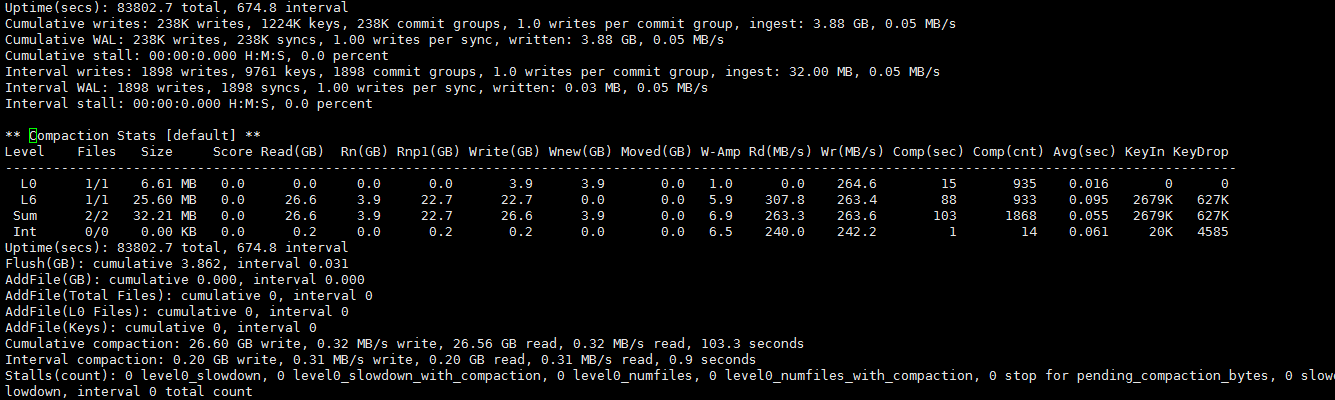 Uptime(secs): 83802.7 total, 674.8 interval
Cumulative writes: 238K writes, 1224K keys, 238K commit groups, 1.0 writes per commit group, ingest: 3.88 GB, 0.05 MB/s
Cumulative WAL: 238K writes, 238K syncs, 1.00 writes per sync, written: 3.88 GB, 0.05 MB/s
Cumulative stall: 00:00:0.000 H:M:S, 0.0 percent
Interval writes: 1898 writes, 9761 keys, 1898 commit groups, 1.0 writes per commit group, ingest: 32.00 MB, 0.05 MB/s
Interval WAL: 1898 writes, 1898 syncs, 1.00 writes per sync, written: 0.03 MB, 0.05 MB/s
Interval stall: 00:00:0.000 H:M:S, 0.0 percent
** Compaction Stats [default] **
Level    Files   Size     Score Read(GB)  Rn(GB) Rnp1(GB) Write(GB) Wnew(GB) Moved(GB) W-Amp Rd(MB/s) Wr(MB/s) Comp(sec) Comp(cnt) Avg(sec) KeyIn KeyDrop
----------------------------------------------------------------------------------------------------------------------------------------------------------
  L0      1/1    6.61 MB   0.0      0.0     0.0      0.0       3.9      3.9       0.0   1.0      0.0    264.6        15       935    0.016      0      0
  L6      1/1   25.60 MB   0.0     26.6     3.9     22.7      22.7      0.0       0.0   5.9    307.8    263.4        88       933    0.095  2679K   627K
 Sum      2/2   32.21 MB   0.0     26.6     3.9     22.7      26.6      3.9       0.0   6.9    263.3    263.6       103      1868    0.055  2679K   627K
 Int      0/0    0.00 KB   0.0      0.2     0.0      0.2       0.2      0.0       0.0   6.5    240.0    242.2         1        14    0.061    20K   4585
Uptime(secs): 83802.7 total, 674.8 interval
Flush(GB): cumulative 3.862, interval 0.031
AddFile(GB): cumulative 0.000, interval 0.000
AddFile(Total Files): cumulative 0, interval 0
AddFile(L0 Files): cumulative 0, interval 0
AddFile(Keys): cumulative 0, interval 0
Cumulative compaction: 26.60 GB write, 0.32 MB/s write, 26.56 GB read, 0.32 MB/s read, 103.3 seconds
Interval compaction: 0.20 GB write, 0.31 MB/s write, 0.20 GB read, 0.31 MB/s read, 0.9 seconds
Stalls(count): 0 level0_slowdown, 0 level0_slowdown_with_compaction, 0 level0_numfiles, 0 level0_numfiles_with_compaction, 0 stop for pending_compaction_bytes, 0 slow
lowdown, interval 0 total count